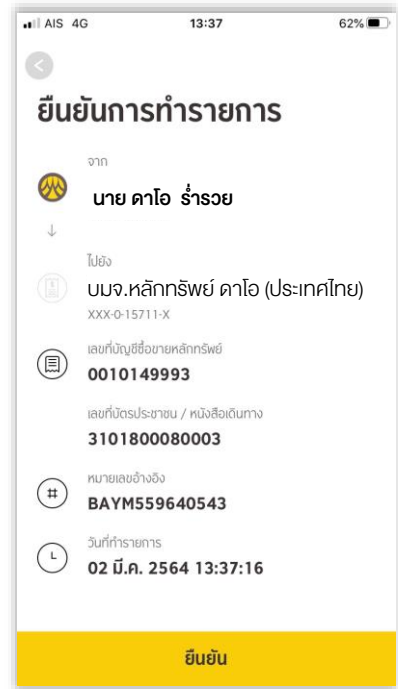 AIS 4G 13:37 62%
ยืนยันการทำรายการ
จาก
นาย ดาโอ ร่ำรวย
ไปยัง
บมจ.หลักทรัพย์ ดาโอ (ประเทศไทย)
XXX-0-15711-X
เลขที่บัญชีซื้อขายหลักทรัพย์
0010149993
เลขที่บัตรประชาชน / หนังสือเดินทาง
3101800080003
หมายเลขอ้างอิง
BAYM559640543
วันที่ทำรายการ
02 มี.ค. 2564 13:37:16
ยืนยัน